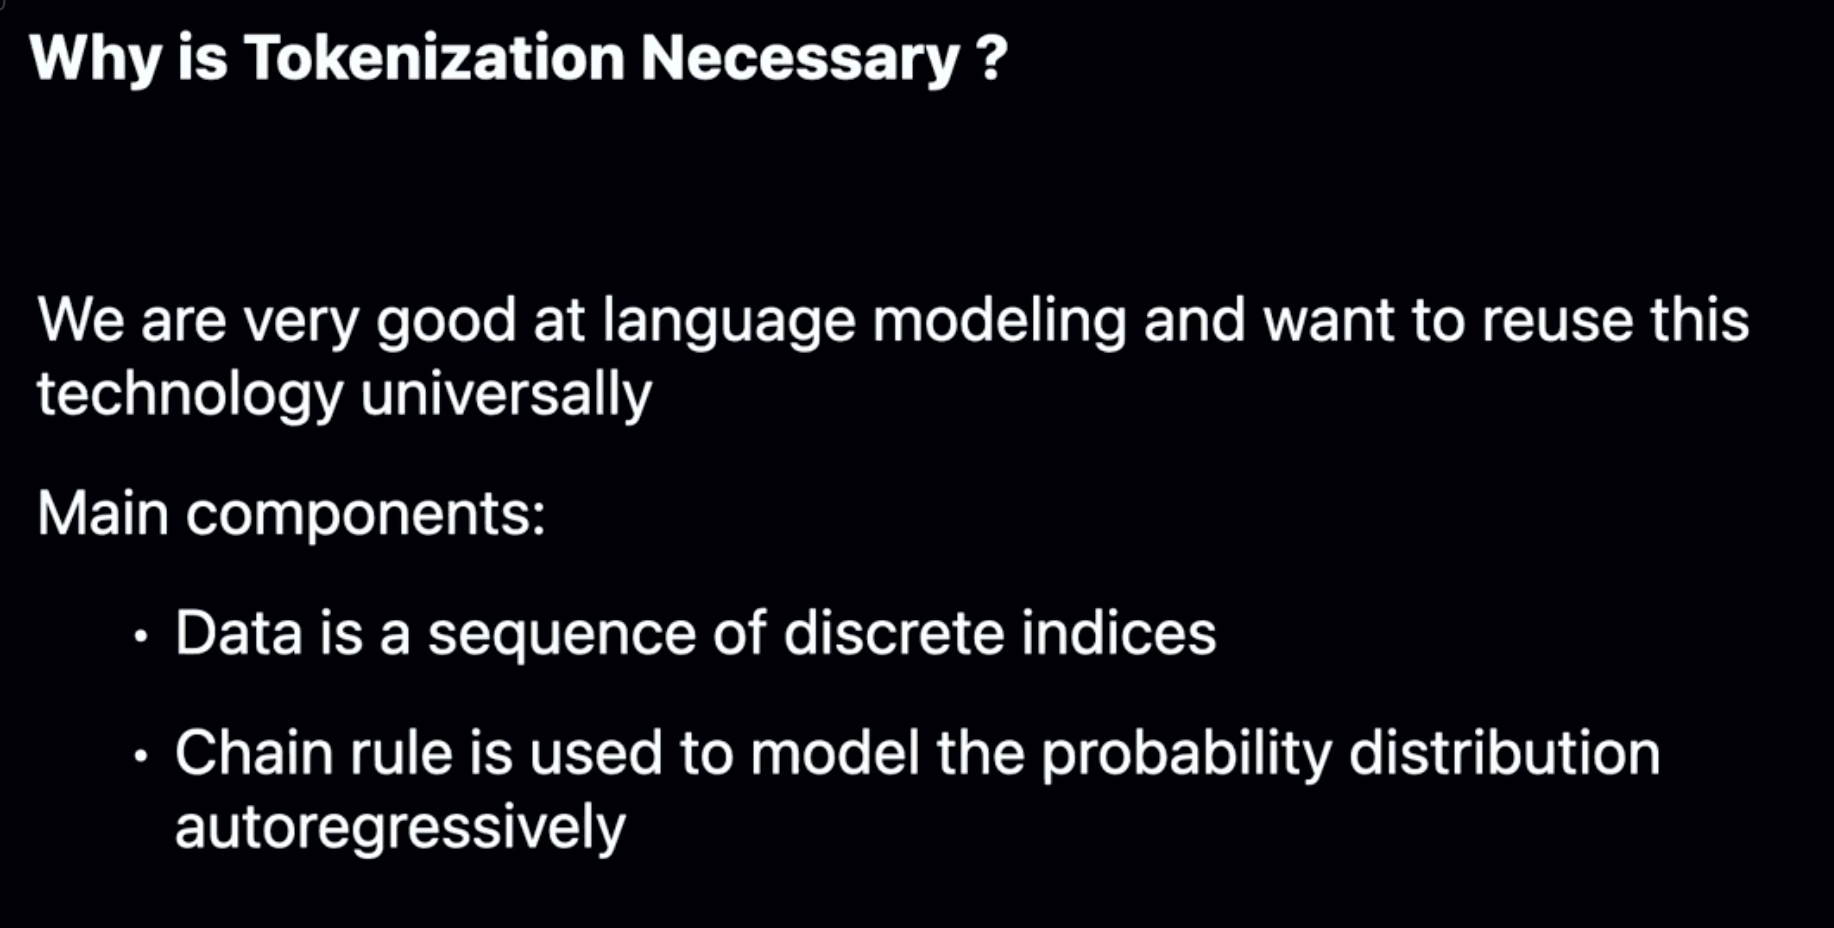 Why is Tokenization Necessary ?
We are very good at language modeling and want to reuse this
technology universally
Main components:
• Data is a sequence of discrete indices
• Chain rule is used to model the probability distribution
autoregressively